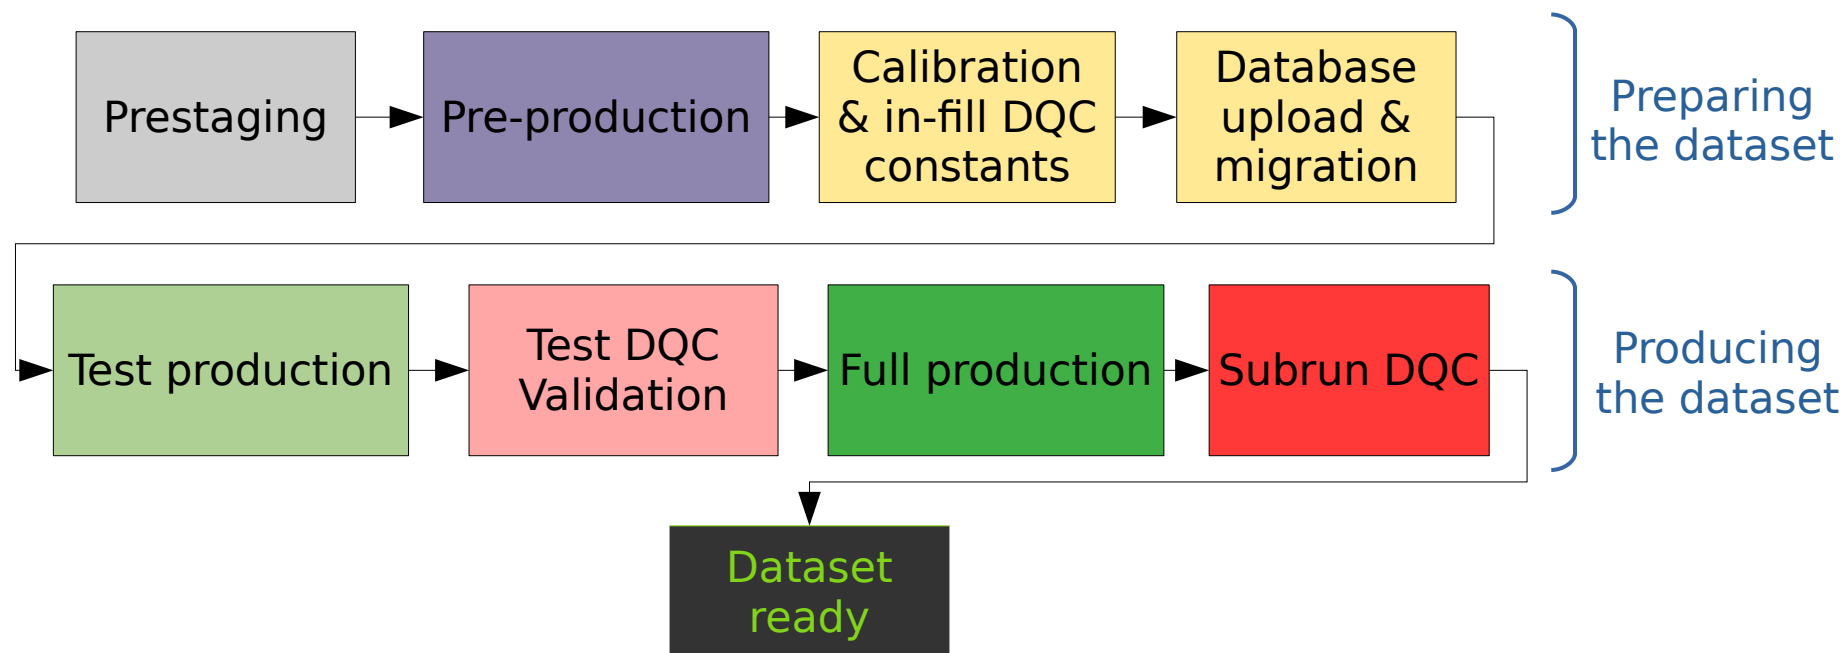 Prestaging
Pre-production
Calibration
& in-fill DQC
constants
Database
upload &
migration
Preparing
the dataset
Test production
Test DQC
Validation
Full production
Subrun DQC
Producing
the dataset
Dataset
ready